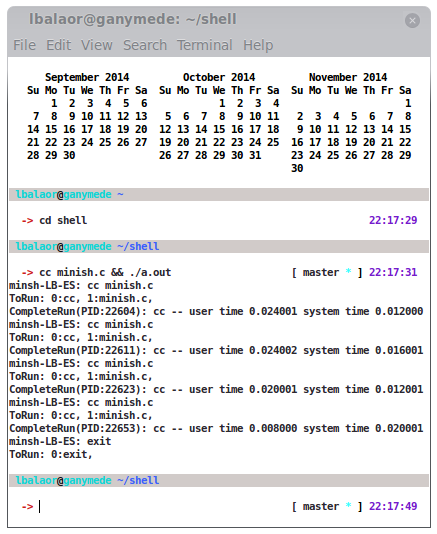 lbalaor@ganymede: ~/shell
File Edit View Search Terminal Help
September 2014 October 2014 November 2014
Su Mo Tu We Th Fr Sa Su Mo Tu We Th Fr Sa Su Mo Tu We Th Fr Sa
1 2 3 4 5 6 1 2 3 4 1
7 8 9 10 11 12 13 5 6 7 8 9 10 11 2 3 4 5 6 7 8
14 15 16 17 18 19 20 12 13 14 15 16 17 18 9 10 11 12 13 14 15
21 22 23 24 25 26 27 19 20 21 22 23 24 25 16 17 18 19 20 21 22
28 29 30 26 27 28 29 30 31 23 24 25 26 27 28 29
30
lbalaor@ganymede ~
-> cd shell 22:17:29
lbalaor@ganymede ~/shell
-> cc minish.c && ./a.out [ master * ] 22:17:31
minsh-LB-ES: cc minish.c
ToRun: 0:cc, 1:minish.c,
CompleteRun(PID:22604): cc -- user time 0.024001 system time 0.012000
minsh-LB-ES: cc minish.c
ToRun: 0:cc, 1:minish.c,
CompleteRun(PID:22611): cc -- user time 0.024002 system time 0.016001
minsh-LB-ES: cc minish.c
ToRun: 0:cc, 1:minish.c,
CompleteRun(PID:22623): cc -- user time 0.020001 system time 0.012001
minsh-LB-ES: cc minish.c
ToRun: 0:cc, 1:minish.c,
CompleteRun(PID:22653): cc -- user time 0.008000 system time 0.020001
minsh-LB-ES: exit
ToRun: 0:exit,
lbalaor@ganymede ~/shell
-> [ master * ] 22:17:49